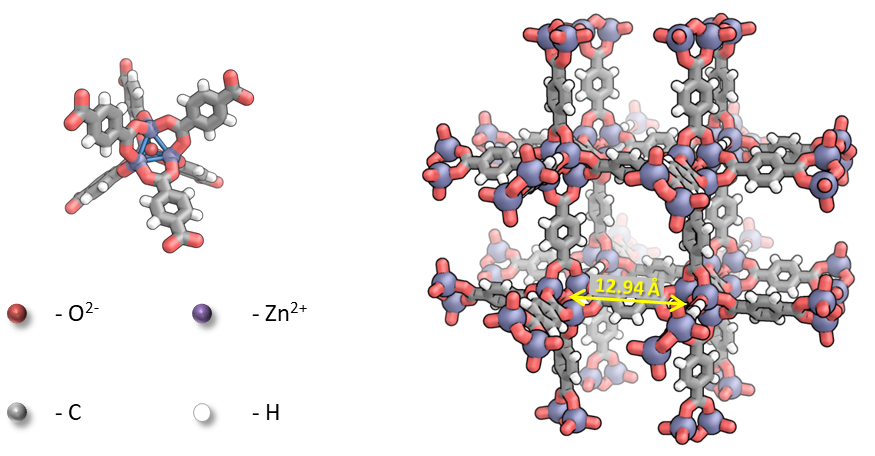 - O²⁻
- Zn²⁺
- C
- H
12.94 Å